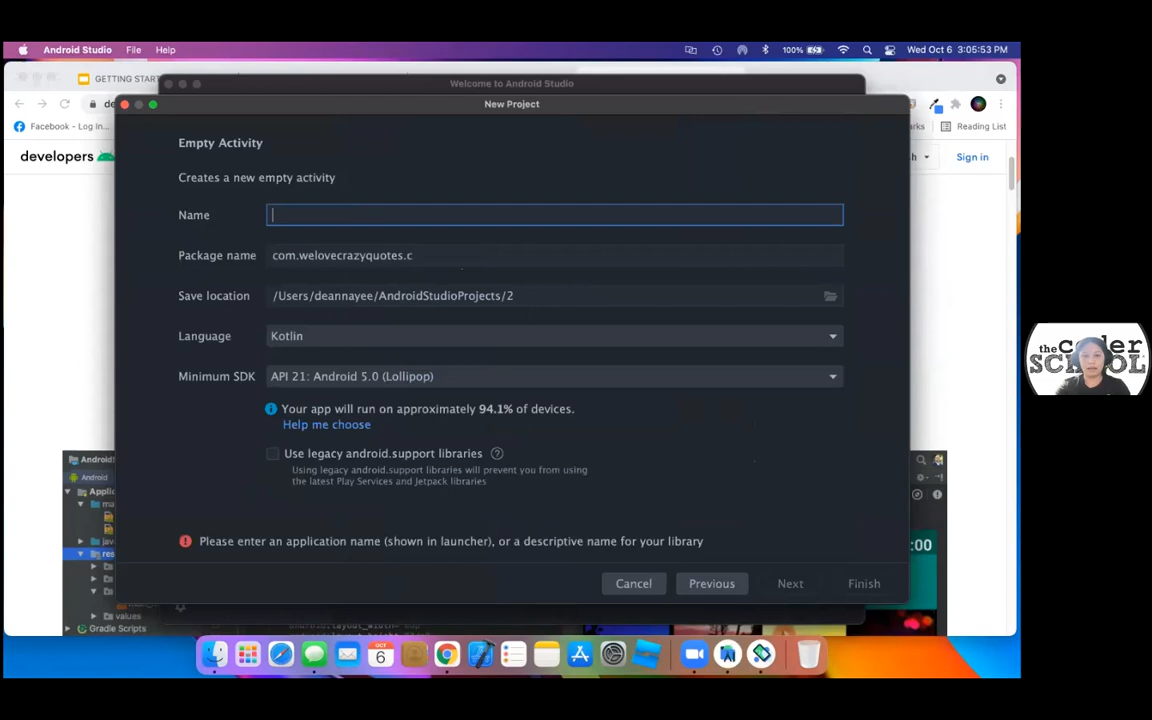 Android Studio File Help 100% Wed Oct 6 3:05:53 PM
GETTING START
Welcome to Android Studio
New Project
Facebook - Log In...
Reading List
developers
Sign in
Empty Activity
Creates a new empty activity
Name
Package name com.welovecrazyquotes.c
Save location /Users/deannayee/AndroidStudioProjects/2
Language Kotlin
Minimum SDK API 21: Android 5.0 (Lollipop)
Your app will run on approximately 94.1% of devices.
Help me choose
Use legacy android.support libraries ?
Using legacy android.support libraries will prevent you from using
the latest Play Services and Jetpack libraries
Please enter an application name (shown in launcher), or a descriptive name for your library
Cancel Previous Next Finish
Android
res
values
Gradle Scripts
:00
OCT
6
the coder
SCHOOL